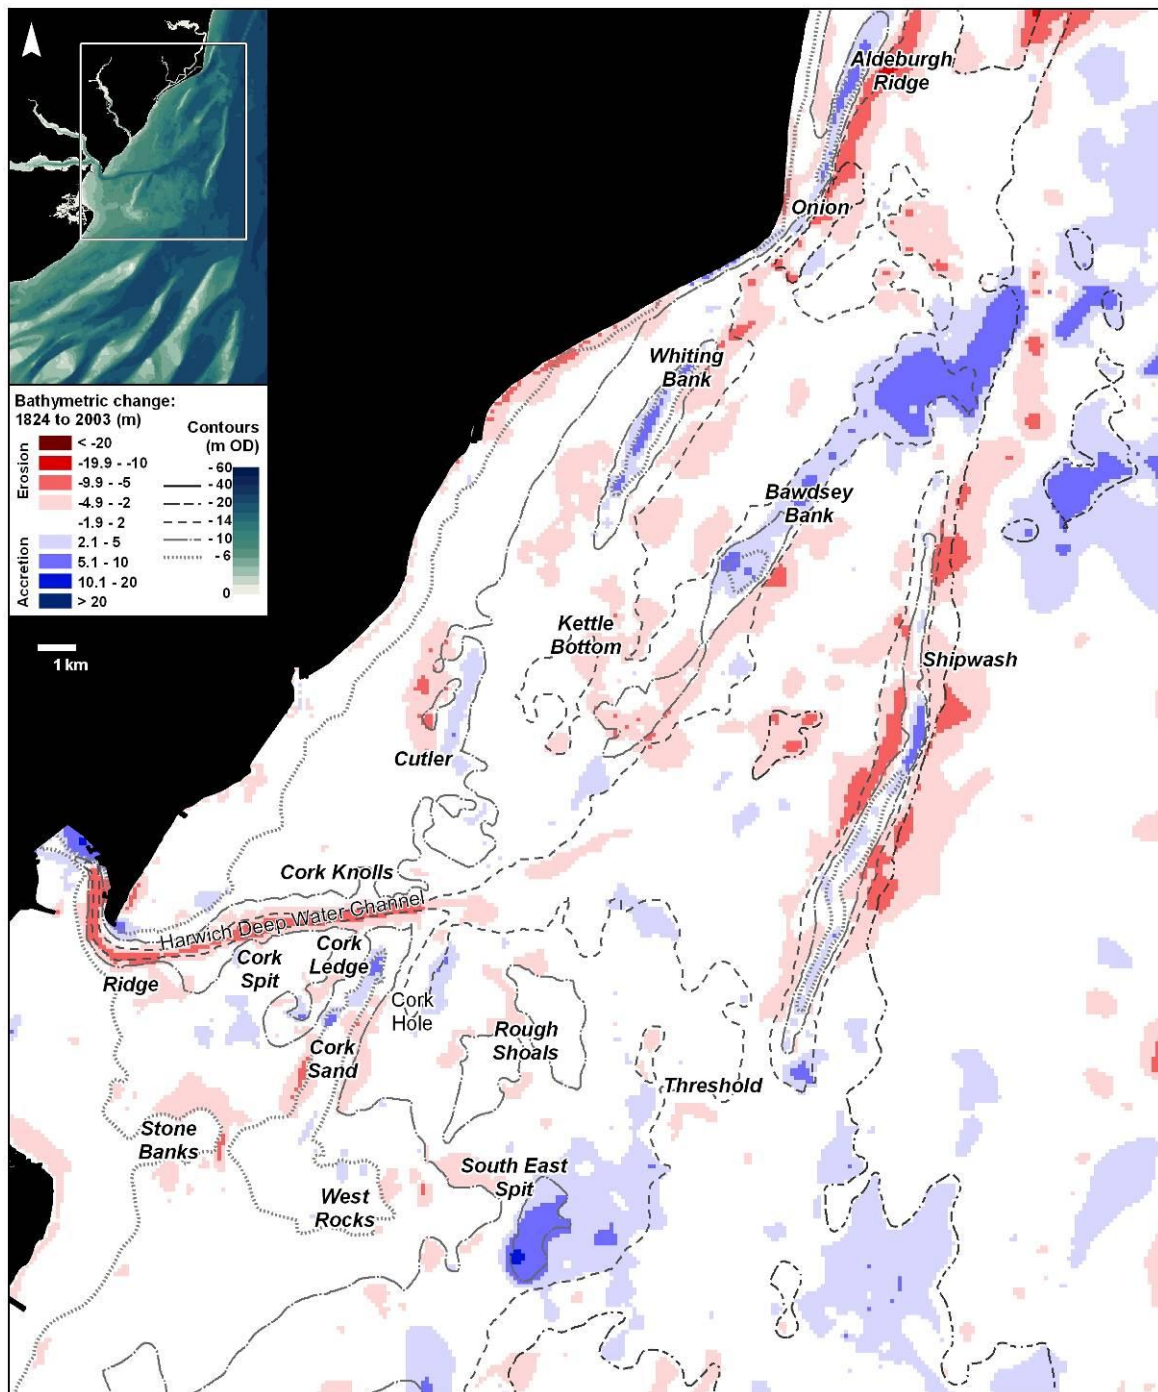 Aldeburgh
Ridge
Onion
Whiting
Bank
Bathymetric change:
1824 to 2003 (m)
Contours
(m OD)
Erosion
< -20
-19.9 - -10
-9.9 - -5
-4.9 - -2
-1.9 - 2
Accretion
2.1 - 5
5.1 - 10
10.1 - 20
> 20
- 60
- 40
- 20
- 14
- 10
- 6
0
1 km
Bawdsey
Bank
Kettle
Bottom
Shipwash
Cutler
Cork Knolls
Harwich Deep Water Channel
Cork
Spit
Cork
Ledge
Ridge
Cork
Hole
Rough
Shoals
Cork
Sand
Threshold
Stone
Banks
South East
Spit
West
Rocks